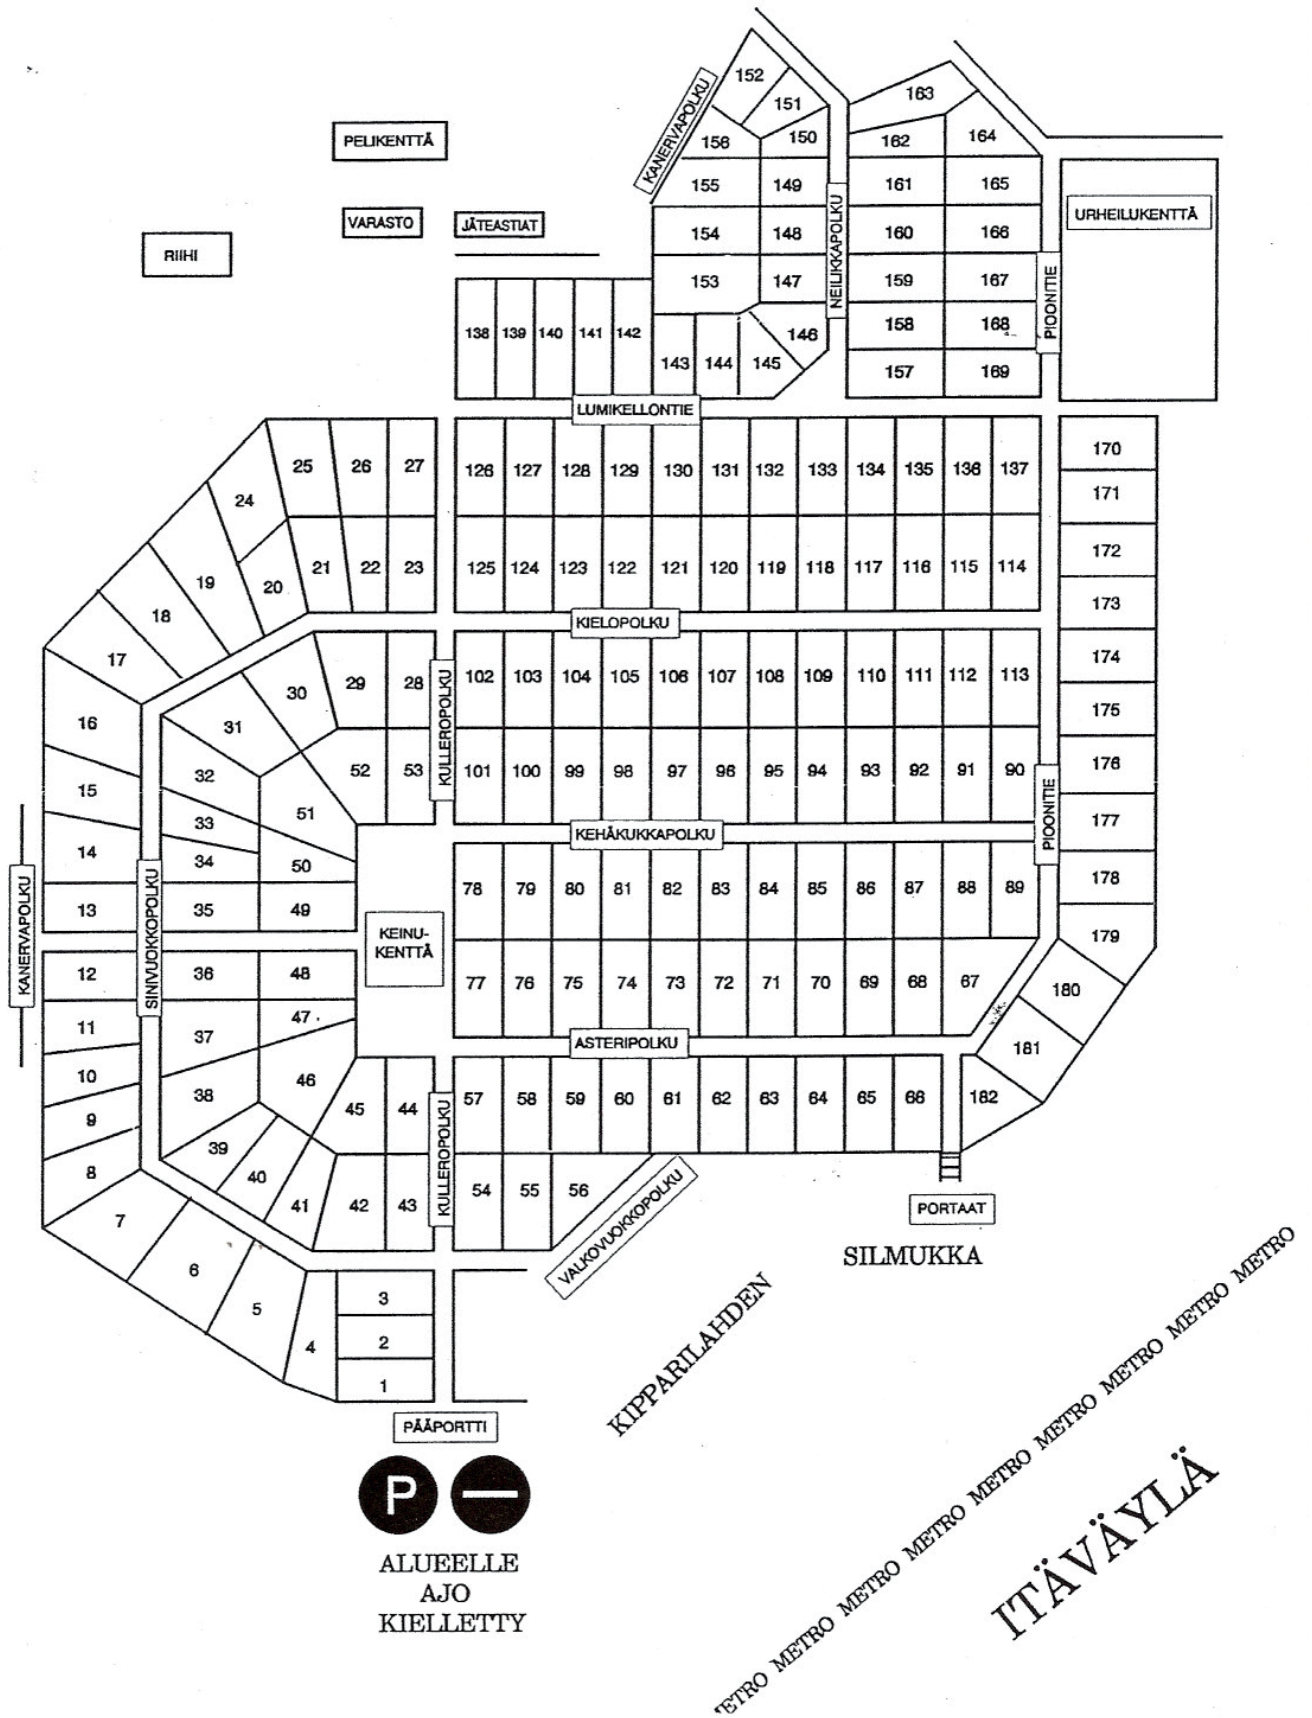 152
151
163
KANERVAPOLKU
PELIKENTTÄ
156 150 162 164
155 149 161 165
VARASTO JÄTEASTIAT
URHEILUKENTTÄ
154 148 160 166
RIIHI
NEILIKKAPOLKU
153 147 159 167
PIOONITIE
138 139 140 141 142
146 158 168
143 144 145 157 169
LUMIKELLONTIE
170
25 26 27 126 127 128 129 130 131 132 133 134 135 136 137
171
24
172
19 20 21 22 23 125 124 123 122 121 120 119 118 117 116 115 114
173
18
KIELOPOLKU
17
174
30 29 28 102 103 104 105 106 107 108 109 110 111 112 113
KULLEROPOLKU
175
16 31
32 52 53 101 100 99 98 97 96 95 94 93 92 91 90
176
15 33 51
PIOONITIE
177
KEHÄKUKKAPOLKU
14 34 50
178
78 79 80 81 82 83 84 85 86 87 88 89
KANERVAPOLKU
SINIVUOKKOPOLKU
13 35 49
KEINU-
KENTTÄ
179
12 36 48
77 76 75 74 73 72 71 70 69 68 67
180
11 37 47
ASTERIPOLKU
181
10 38 46
45 44 57 58 59 60 61 62 63 64 65 66 182
9 39
KULLEROPOLKU
8 40 41 42 43 54 55 56
VALKOVUOKKOPOLKU
PORTAAT
7
6
5
4
3
2
1
SILMUKKA
KIPPARILAHDEN
PÄÄPORTTI
P
ALUEELLE
AJO
KIELLETTY
METRO METRO METRO METRO METRO METRO METRO METRO
ITÄVÄYLÄ